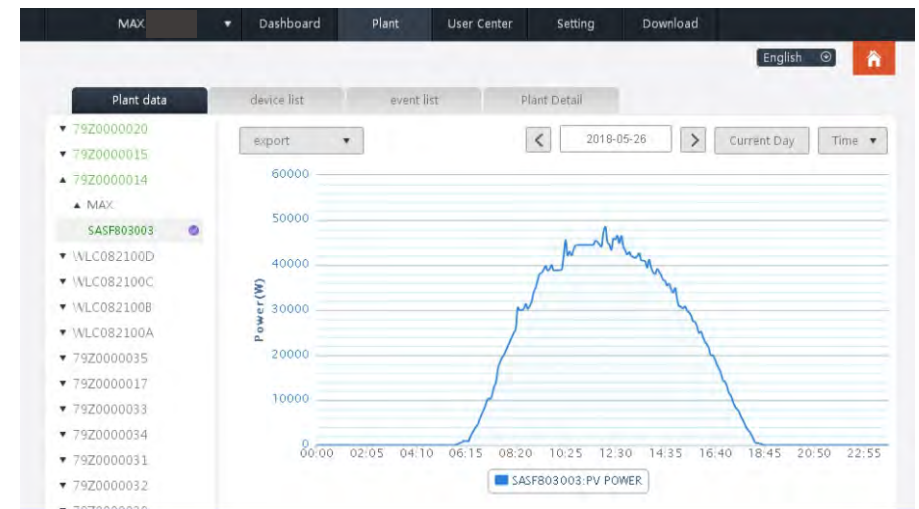 MAX Dashboard Plant User Center Setting Download
English
Plant data device list event list Plant Detail
79Z0000020
79Z0000015
79Z0000014
MAX
SASF803003
WLC082100D
WLC082100C
WLC082100B
WLC082100A
79Z0000035
79Z0000017
79Z0000033
79Z0000034
79Z0000031
79Z0000032
export
2018-05-26 Current Day Time
60000
50000
40000
30000
20000
10000
0
Power(W)
00:00 02:05 04:10 06:15 08:20 10:25 12:30 14:35 16:40 18:45 20:50 22:55
SASF803003:PV POWER